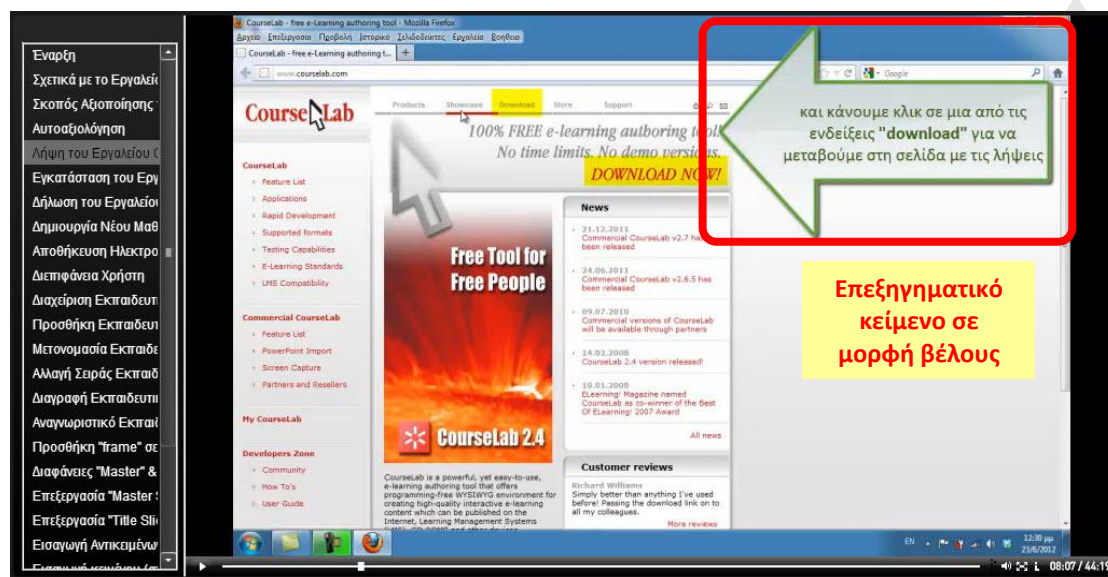 Έναρξη
Σχετικά με το Εργαλείο
Σκοπός Αξιοποίησης
Αυτοαξιολόγηση
Λήψη του Εργαλείου
Εγκατάσταση του Εργ
Δήλωση του Εργαλείο
Δημιουργία Νέου Μαθ
Αποθήκευση Ηλεκτρο
Διεπιφάνεια Χρήστη
Διαχείριση Εκπαιδευτ
Προσθήκη Εκπαιδευτ
Μετονομασία Εκπαιδε
Αλλαγή Σειράς Εκπαιδ
Διαγραφή Εκπαιδευτι
Αναγνωριστικό Εκπαιδ
Προσθήκη "frame" σε
Διαφάνειες "Master" &
Επεξεργασία "Master
Επεξεργασία "Title Sli
Εισαγωγή Αντικειμένω
CourseLab - free e-Learning authoring tool - Mozilla Firefox
Αρχείο Επεξεργασία Προβολή Ιστορικό Σελιδοδείκτες Εργαλεία Βοήθεια
CourseLab - free e-Learning authoring t...
www.courselab.com
Google
CourseLab
Products Showcase Download Store Support
100% FREE e-learning authoring tool!
No time limits. No demo versions.
DOWNLOAD NOW!
και κάνουμε κλικ σε μια από τις
ενδείξεις "download" για να
μεταβούμε στη σελίδα με τις λήψεις
Επεξηγηματικό
κείμενο σε
μορφή βέλους
CourseLab
Feature List
Applications
Rapid Development
Supported formats
Testing Capabilities
E-Learning Standards
LMS Compatibility
Commercial CourseLab
Feature List
PowerPoint Import
Screen Capture
Partners and Resellers
My CourseLab
Developers Zone
Community
How To's
User Guide
Free Tool for
Free People
CourseLab 2.4
CourseLab is a powerful, yet easy-to-use,
e-learning authoring tool that offers
programming-free WYSIWYG environment for
creating high-quality interactive e-learning
content which can be published on the
Internet, Learning Management Systems
News
21.12.2011
Commercial CourseLab v2.7 has
been released
24.06.2011
Commercial CourseLab v2.6.5 has
been released
09.07.2010
Commercial versions of CourseLab
will be available through partners
14.02.2008
CourseLab 2.4 version released!
10.01.2008
ELearning! Magazine named
CourseLab as co-winner of the Best
Of ELearning! 2007 Award
All news
Customer reviews
Richard Williams
Simply better than anything I've used
before! Passing the download link on to
all my colleagues.
More reviews
EN
12:30 μμ
23/6/2012
08:07 / 44:19